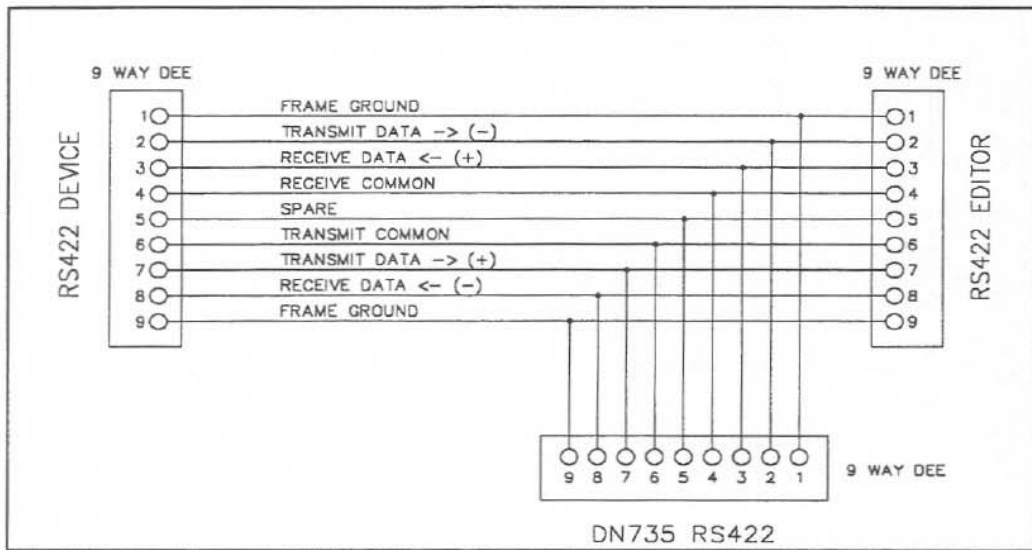 9 WAY DEE
9 WAY DEE
RS422 DEVICE
RS422 EDITOR
1 FRAME GROUND 1
2 TRANSMIT DATA -> (-) 2
3 RECEIVE DATA <- (+) 3
4 RECEIVE COMMON 4
5 SPARE 5
6 TRANSMIT COMMON 6
7 TRANSMIT DATA -> (+) 7
8 RECEIVE DATA <- (-) 8
9 FRAME GROUND 9
9 8 7 6 5 4 3 2 1
9 WAY DEE
DN735 RS422